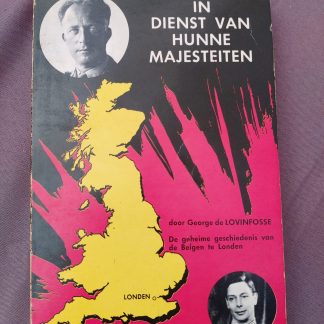 IN
DIENST VAN
HUNNE
MAJESTEITEN
door George de LOVINFOSSE
De geheime geschiedenis van
de Belgen te Londen
LONDEN